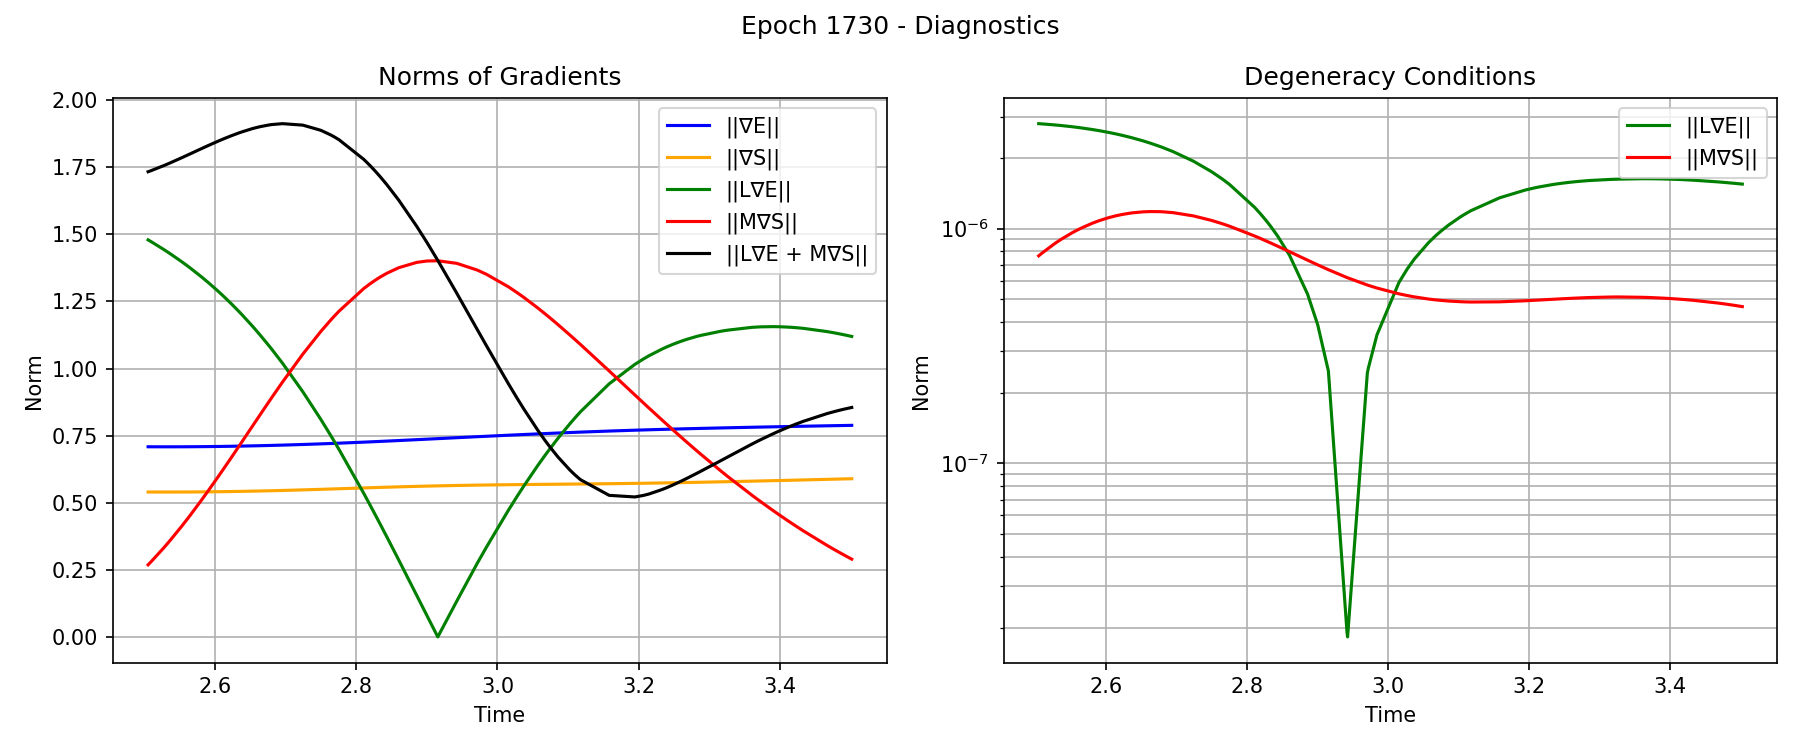 Epoch 1730 - Diagnostics
Norms of Gradients
Norm
2.00
1.75
1.50
1.25
1.00
0.75
0.50
0.25
0.00
2.6
2.8
3.0
3.2
3.4
Time
||∇E||
||∇S||
||L∇E||
||M∇S||
||L∇E + M∇S||
Degeneracy Conditions
Norm
10⁻⁶
10⁻⁷
2.6
2.8
3.0
3.2
3.4
Time
||L∇E||
||M∇S||